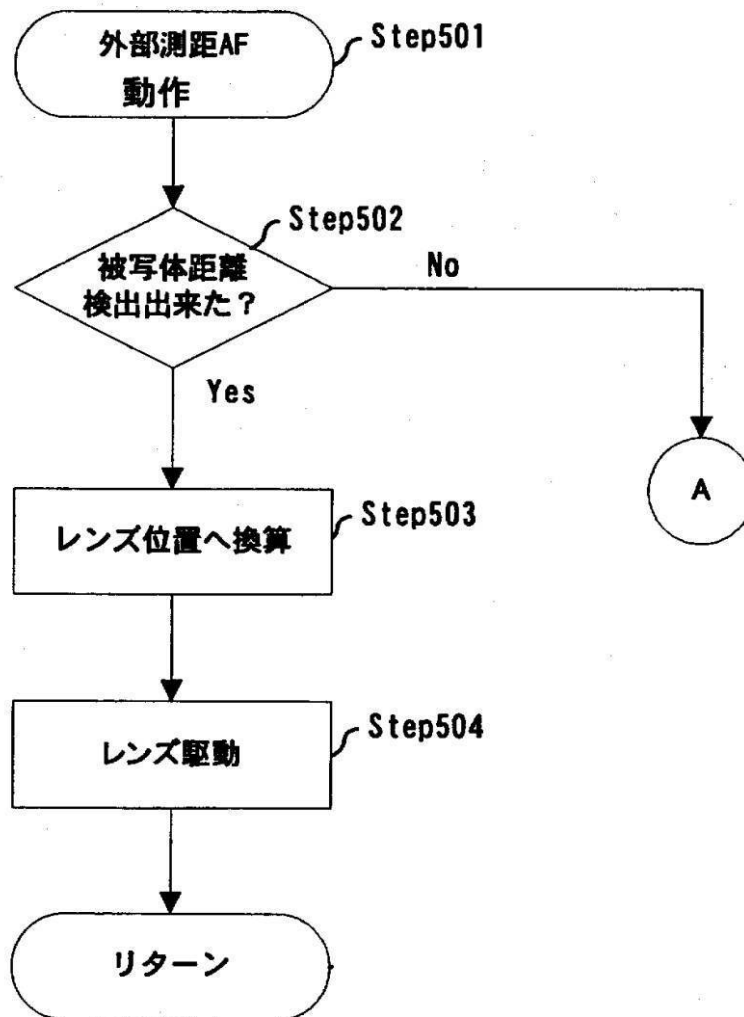 外部測距AF
動作
Step501
Step502
被写体距離
検出出来た？
No
Yes
A
レンズ位置へ換算
Step503
レンズ駆動
Step504
リターン